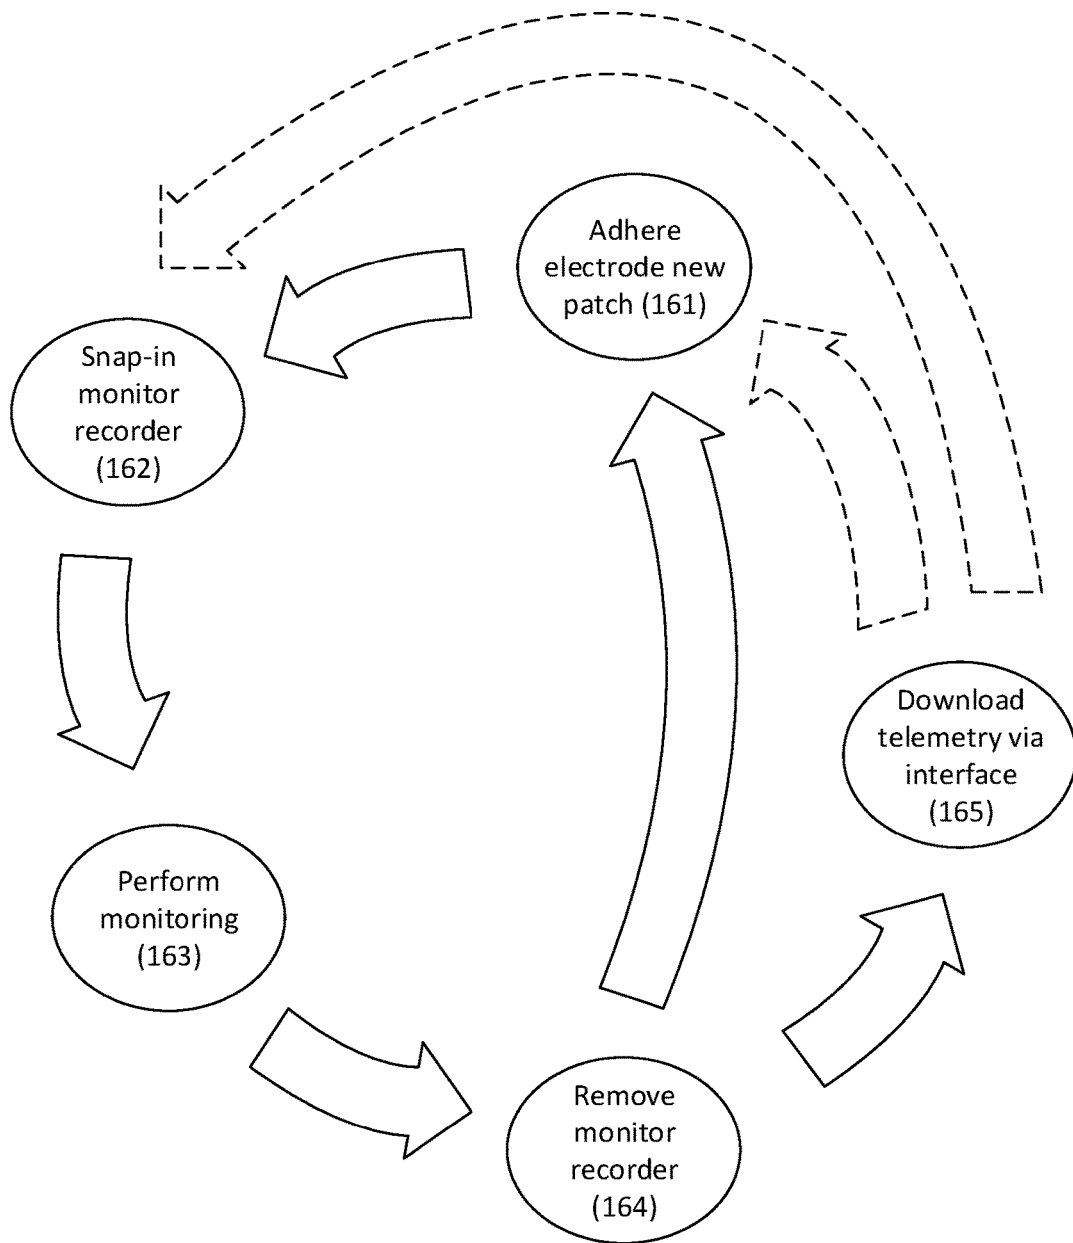 Adhere
electrode new
patch (161)
Snap-in
monitor
recorder
(162)
Download
telemetry via
interface
(165)
Perform
monitoring
(163)
Remove
monitor
recorder
(164)